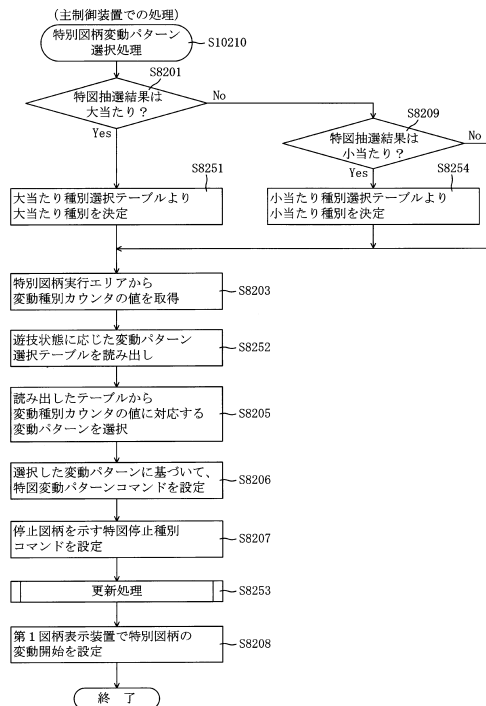 (主制御装置での処理)
特別図柄変動パターン
選択処理
S10210
S8201
特図抽選結果は
大当たり？
No
Yes
S8209
特図抽選結果は
小当たり？
No
Yes
S8251
大当たり種別選択テーブルより
大当たり種別を決定
S8254
小当たり種別選択テーブルより
小当たり種別を決定
特別図柄実行エリアから
変動種別カウンタの値を取得
S8203
遊技状態に応じた変動パターン
選択テーブルを読み出し
S8252
読み出したテーブルから
変動種別カウンタの値に対応する
変動パターンを選択
S8205
選択した変動パターンに基づいて、
特図変動パターンコマンドを設定
S8206
停止図柄を示す特図停止種別
コマンドを設定
S8207
更新処理
S8253
第１図柄表示装置で特別図柄の
変動開始を設定
S8208
終 了